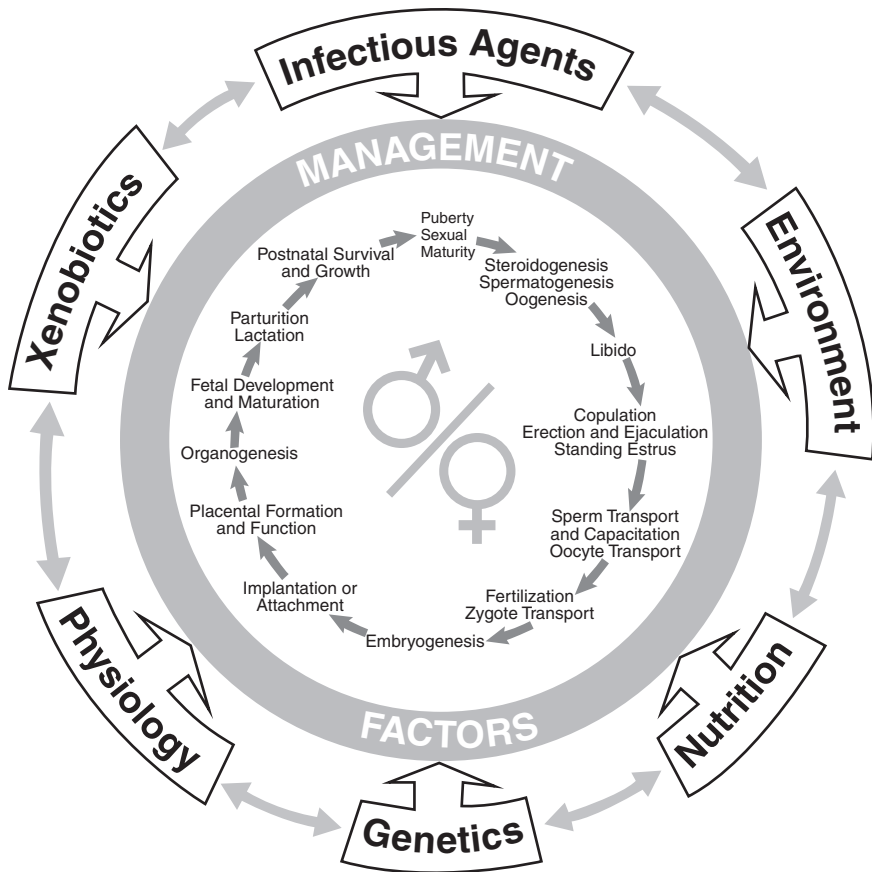 Infectious Agents
Environment
Nutrition
Genetics
Physiology
Xenobiotics
MANAGEMENT
FACTORS
Puberty
Sexual
Maturity
Steroidogenesis
Spermatogenesis
Oogenesis
Libido
Copulation
Erection and Ejaculation
Standing Estrus
Sperm Transport
and Capacitation
Oocyte Transport
Fertilization
Zygote Transport
Embryogenesis
Implantation or
Attachment
Placental Formation
and Function
Organogenesis
Fetal Development
and Maturation
Parturition
Lactation
Postnatal Survival
and Growth